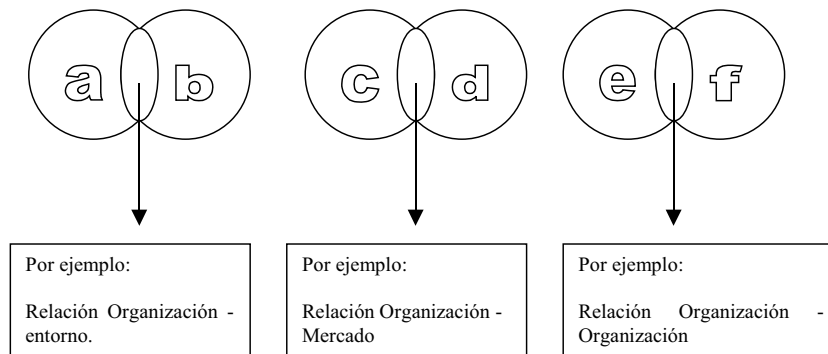 a b c d e f
Por ejemplo:
Relación Organización -
entorno.
Por ejemplo:
Relación Organización -
Mercado
Por ejemplo:
Relación Organización -
Organización